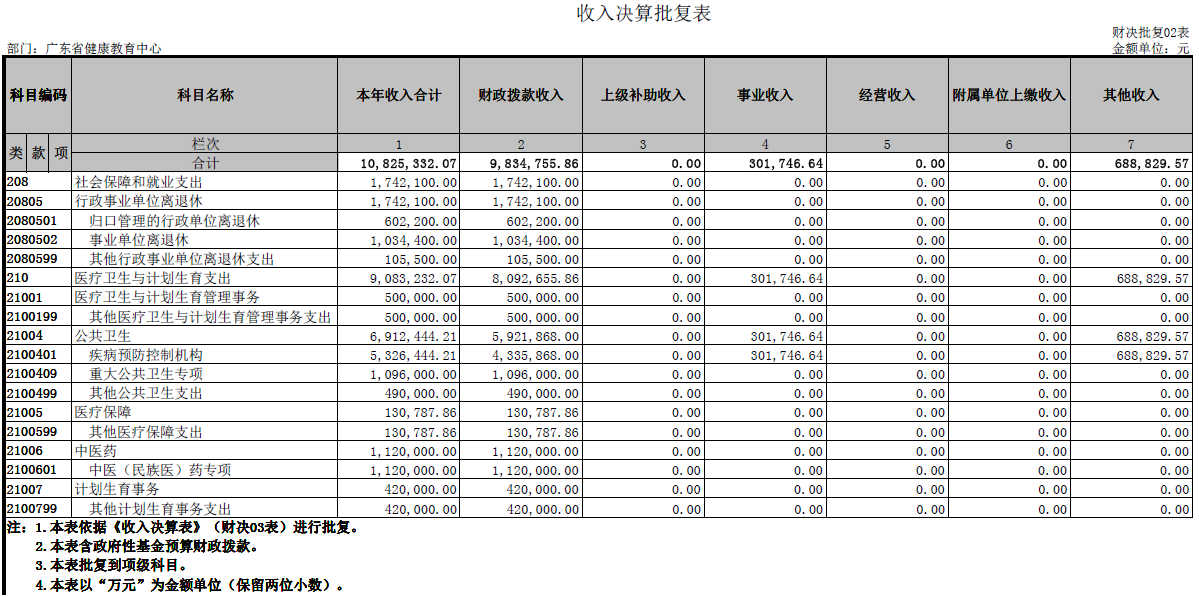 收入决算批复表
财决批复02表
部门：广东省健康教育中心 金额单位：元
科目编码 科目名称 本年收入合计 财政拨款收入 上级补助收入 事业收入 经营收入 附属单位上缴收入 其他收入
类 款 项 栏次 1 2 3 4 5 6 7
合计 10,825,332.07 9,834,755.86 0.00 301,746.64 0.00 0.00 688,829.57
208 社会保障和就业支出 1,742,100.00 1,742,100.00 0.00 0.00 0.00 0.00 0.00
20805 行政事业单位离退休 1,742,100.00 1,742,100.00 0.00 0.00 0.00 0.00 0.00
2080501 归口管理的行政单位离退休 602,200.00 602,200.00 0.00 0.00 0.00 0.00 0.00
2080502 事业单位离退休 1,034,400.00 1,034,400.00 0.00 0.00 0.00 0.00 0.00
2080599 其他行政事业单位离退休支出 105,500.00 105,500.00 0.00 0.00 0.00 0.00 0.00
210 医疗卫生与计划生育支出 9,083,232.07 8,092,655.86 0.00 301,746.64 0.00 0.00 688,829.57
21001 医疗卫生与计划生育管理事务 500,000.00 500,000.00 0.00 0.00 0.00 0.00 0.00
2100199 其他医疗卫生与计划生育管理事务支出 500,000.00 500,000.00 0.00 0.00 0.00 0.00 0.00
21004 公共卫生 6,912,444.21 5,921,868.00 0.00 301,746.64 0.00 0.00 688,829.57
2100401 疾病预防控制机构 5,326,444.21 4,335,868.00 0.00 301,746.64 0.00 0.00 688,829.57
2100409 重大公共卫生专项 1,096,000.00 1,096,000.00 0.00 0.00 0.00 0.00 0.00
2100499 其他公共卫生支出 490,000.00 490,000.00 0.00 0.00 0.00 0.00 0.00
21005 医疗保障 130,787.86 130,787.86 0.00 0.00 0.00 0.00 0.00
2100599 其他医疗保障支出 130,787.86 130,787.86 0.00 0.00 0.00 0.00 0.00
21006 中医药 1,120,000.00 1,120,000.00 0.00 0.00 0.00 0.00 0.00
2100601 中医（民族医）药专项 1,120,000.00 1,120,000.00 0.00 0.00 0.00 0.00 0.00
21007 计划生育事务 420,000.00 420,000.00 0.00 0.00 0.00 0.00 0.00
2100799 其他计划生育事务支出 420,000.00 420,000.00 0.00 0.00 0.00 0.00 0.00
注：1.本表依据《收入决算表》（财决03表）进行批复。
2.本表含政府性基金预算财政拨款。
3.本表批复到项级科目。
4.本表以“万元”为金额单位（保留两位小数）。